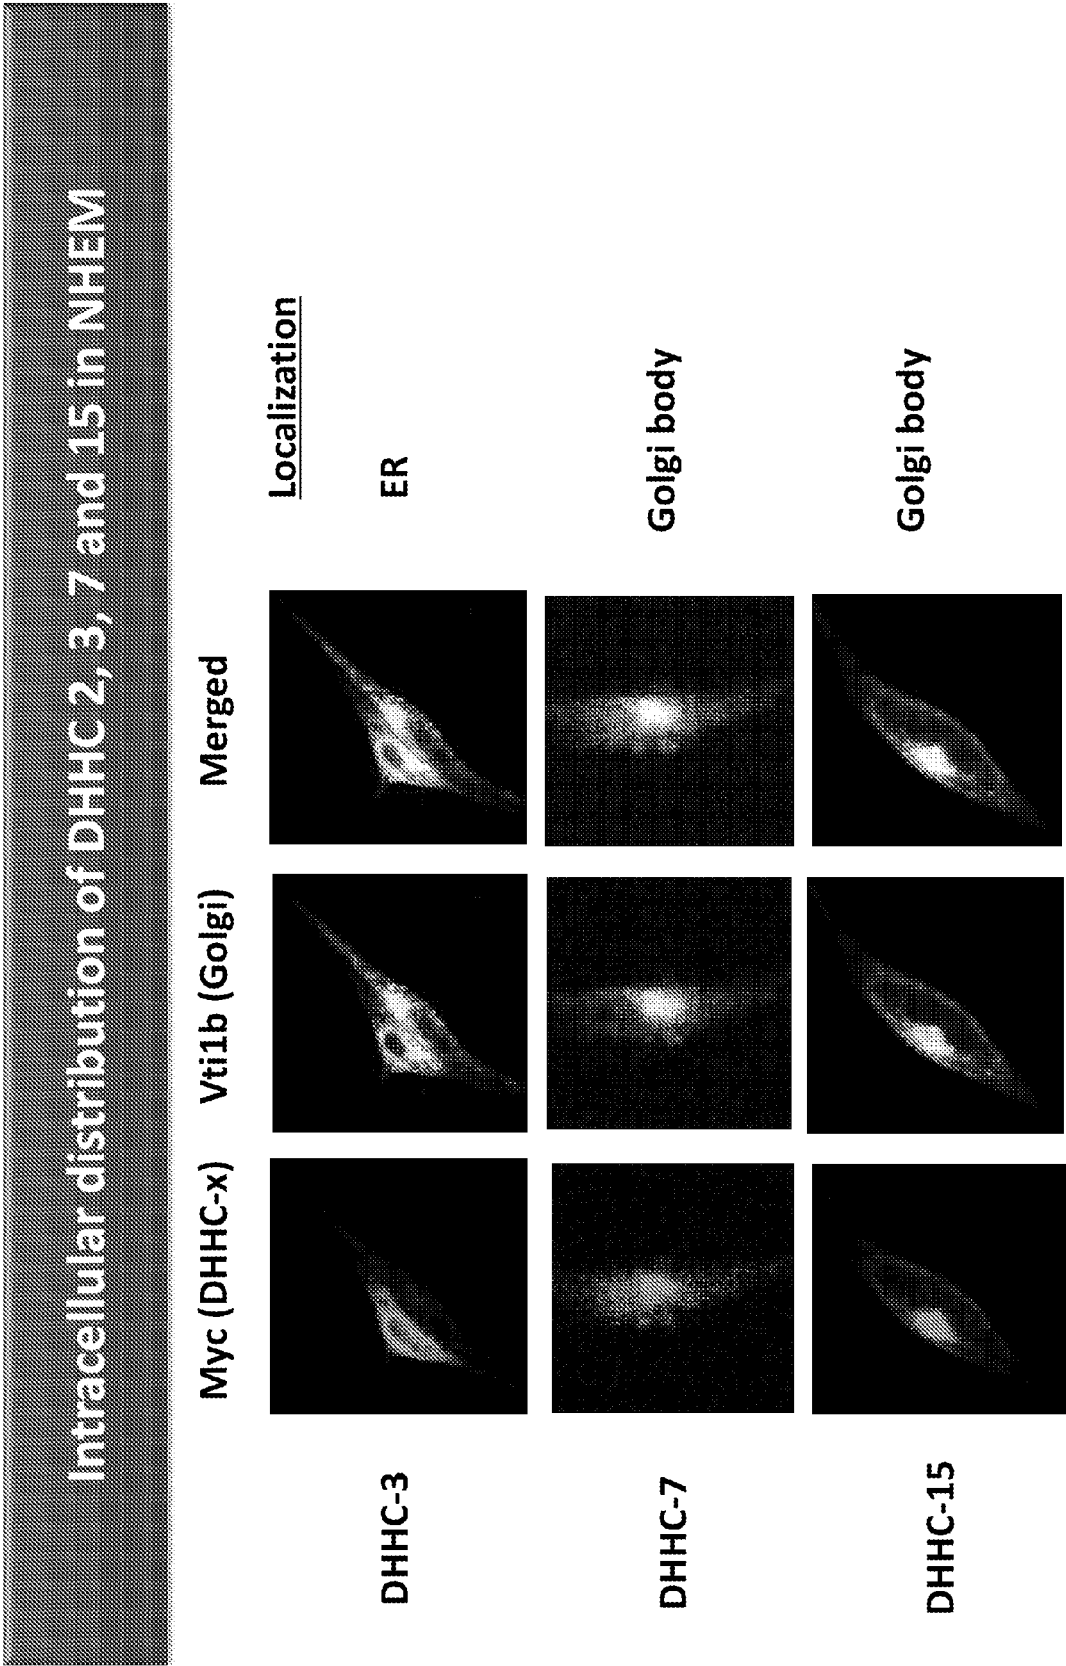 Intracellular distribution of DHHC 2, 3, 7 and 15 in NHEM
Myc (DHHC-x) Vti1b (Golgi) Merged Localization
DHHC-3 ER
DHHC-7 Golgi body
DHHC-15 Golgi body